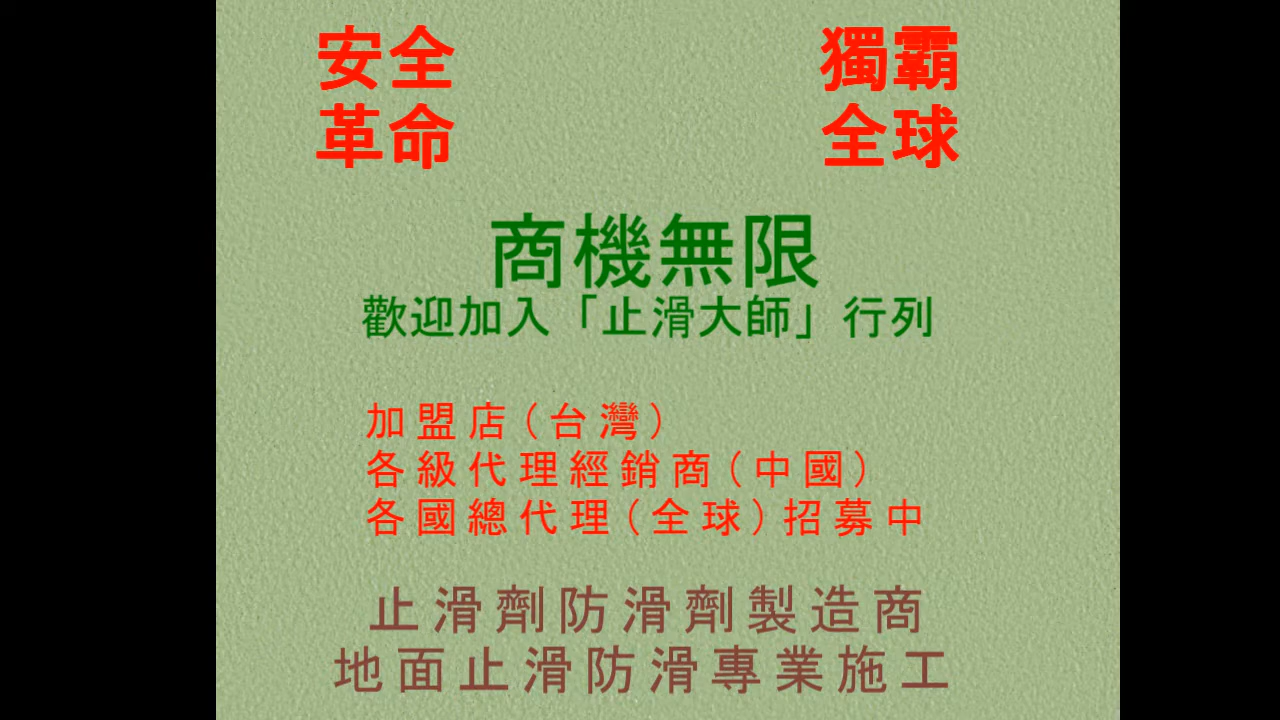 安全
革命
獨霸
全球
商機無限
歡迎加入「止滑大師」行列
加盟店(台灣)
各級代理經銷商(中國)
各國總代理(全球)招募中
止滑劑防滑劑製造商
地面止滑防滑專業施工